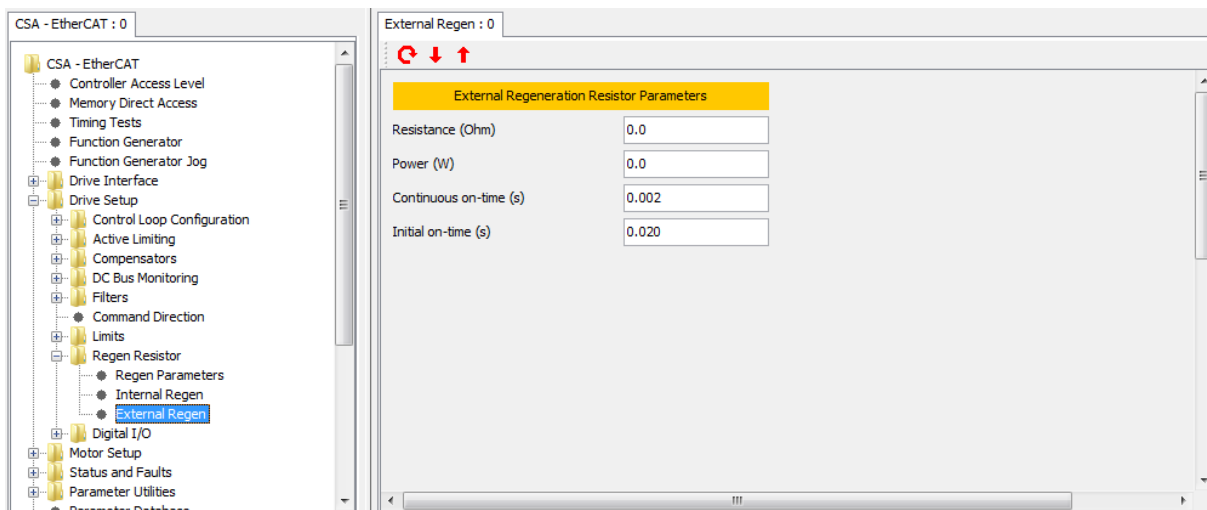 CSA - EtherCAT : 0
CSA - EtherCAT
Controller Access Level
Memory Direct Access
Timing Tests
Function Generator
Function Generator Jog
Drive Interface
Drive Setup
Control Loop Configuration
Active Limiting
Compensators
DC Bus Monitoring
Filters
Command Direction
Limits
Regen Resistor
Regen Parameters
Internal Regen
External Regen
Digital I/O
Motor Setup
Status and Faults
Parameter Utilities
Parameter Database
External Regen : 0
External Regeneration Resistor Parameters
Resistance (Ohm) 0.0
Power (W) 0.0
Continuous on-time (s) 0.002
Initial on-time (s) 0.020